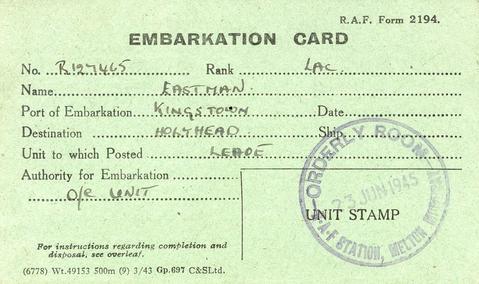 R.A.F. Form 2194.
EMBARKATION CARD
No. R127465 Rank LAC.
Name EASTMAN.
Port of Embarkation KINGSTOWN Date
Destination HOLYHEAD Ship
Unit to which Posted LEAVE
Authority for Embarkation
O/C UNIT
ORDERLY ROOM
23 JUN 1945
R.A.F STATION, MELTON MOWBRAY
UNIT STAMP
For instructions regarding completion and
disposal, see overleaf.
(6778) Wt.49153 500m (9) 3/43 Gp.697 C&SLtd.